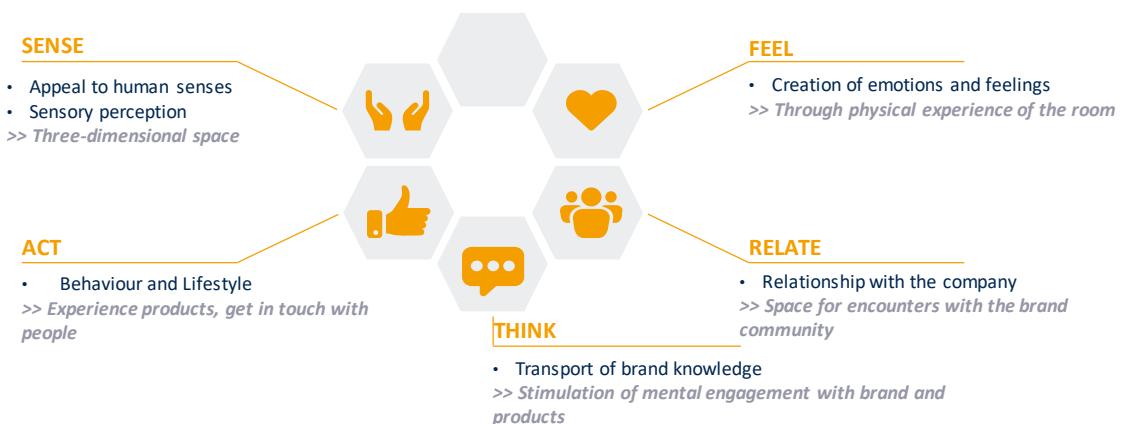 SENSE
• Appeal to human senses
• Sensory perception
>> Three-dimensional space
FEEL
• Creation of emotions and feelings
>> Through physical experience of the room
ACT
• Behaviour and Lifestyle
>> Experience products, get in touch with
people
RELATE
• Relationship with the company
>> Space for encounters with the brand
community
THINK
• Transport of brand knowledge
>> Stimulation of mental engagement with brand and
products